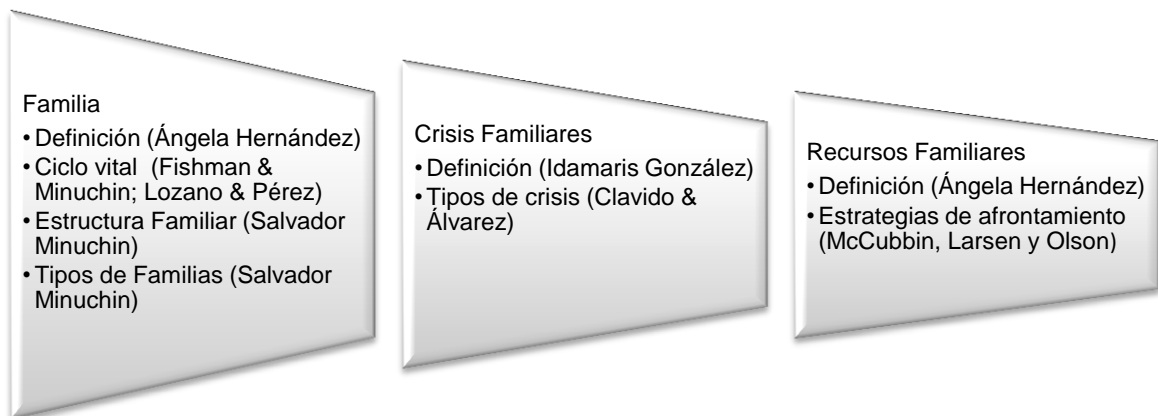 Familia
• Definición (Ángela Hernández)
• Ciclo vital (Fishman &
Minuchin; Lozano & Pérez)
• Estructura Familiar (Salvador
Minuchin)
• Tipos de Familias (Salvador
Minuchin)
Crisis Familiares
• Definición (Idamaris González)
• Tipos de crisis (Clavido &
Álvarez)
Recursos Familiares
• Definición (Ángela Hernández)
• Estrategias de afrontamiento
(McCubbin, Larsen y Olson)